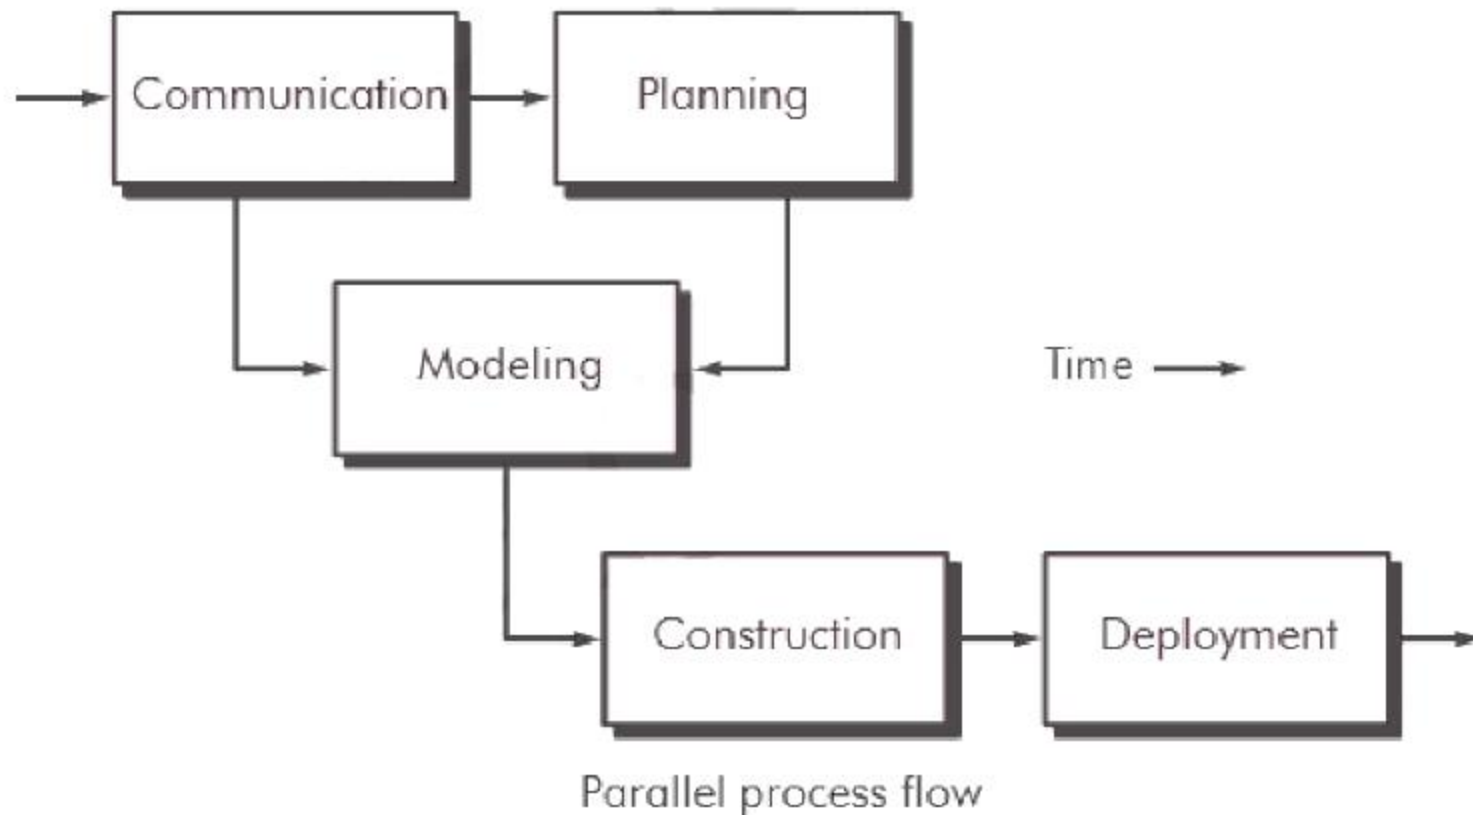 Communication
Planning
Modeling
Time
Construction
Deployment
Parallel process flow